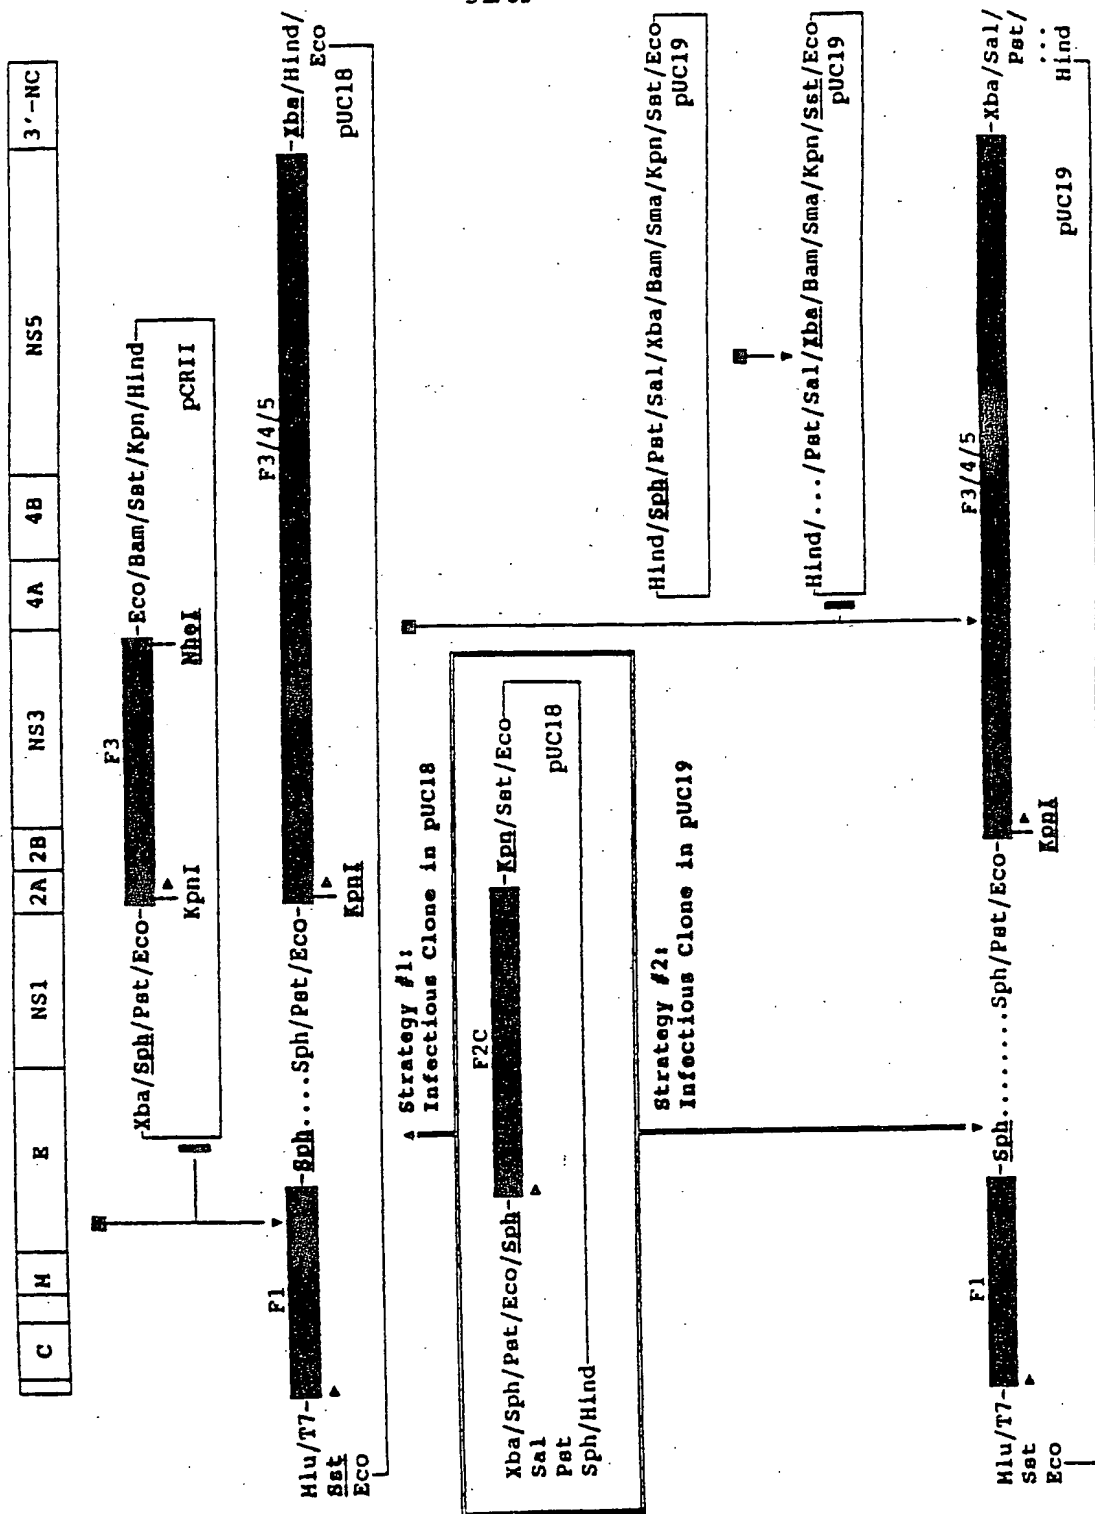 C M E NS1 2A 2B NS3 4A 4B NS5 3'-NC
F3
Xba/Sph/Pst/Eco- -Eco/Bam/Sst/Kpn/Hind
KpnI NheI
pCRII
F1 F3/4/5
Mlu/T7- -Sph....Sph/Pst/Eco- -Xba/Hind/
Sst
Eco
Eco
KpnI
pUC18
Strategy #1:
Infectious Clone in pUC18
F2C
Xba/Sph/Pst/Eco/Sph- -Kpn/Sst/Eco
Sal
Pst
Sph/Hind
pUC18
Strategy #2:
Infectious Clone in pUC19
Hind/Sph/Pst/Sal/Xba/Bam/Sma/Kpn/Sst/Eco
pUC19
Hind/.../Pst/Sal/Xba/Bam/Sma/Kpn/Sst/Eco
pUC19
F1 F3/4/5
Mlu/T7- -Sph.........Sph/Pst/Eco- -Xba/Sal/
Sst
Eco
Pst/
...
Hind
KpnI
pUC19